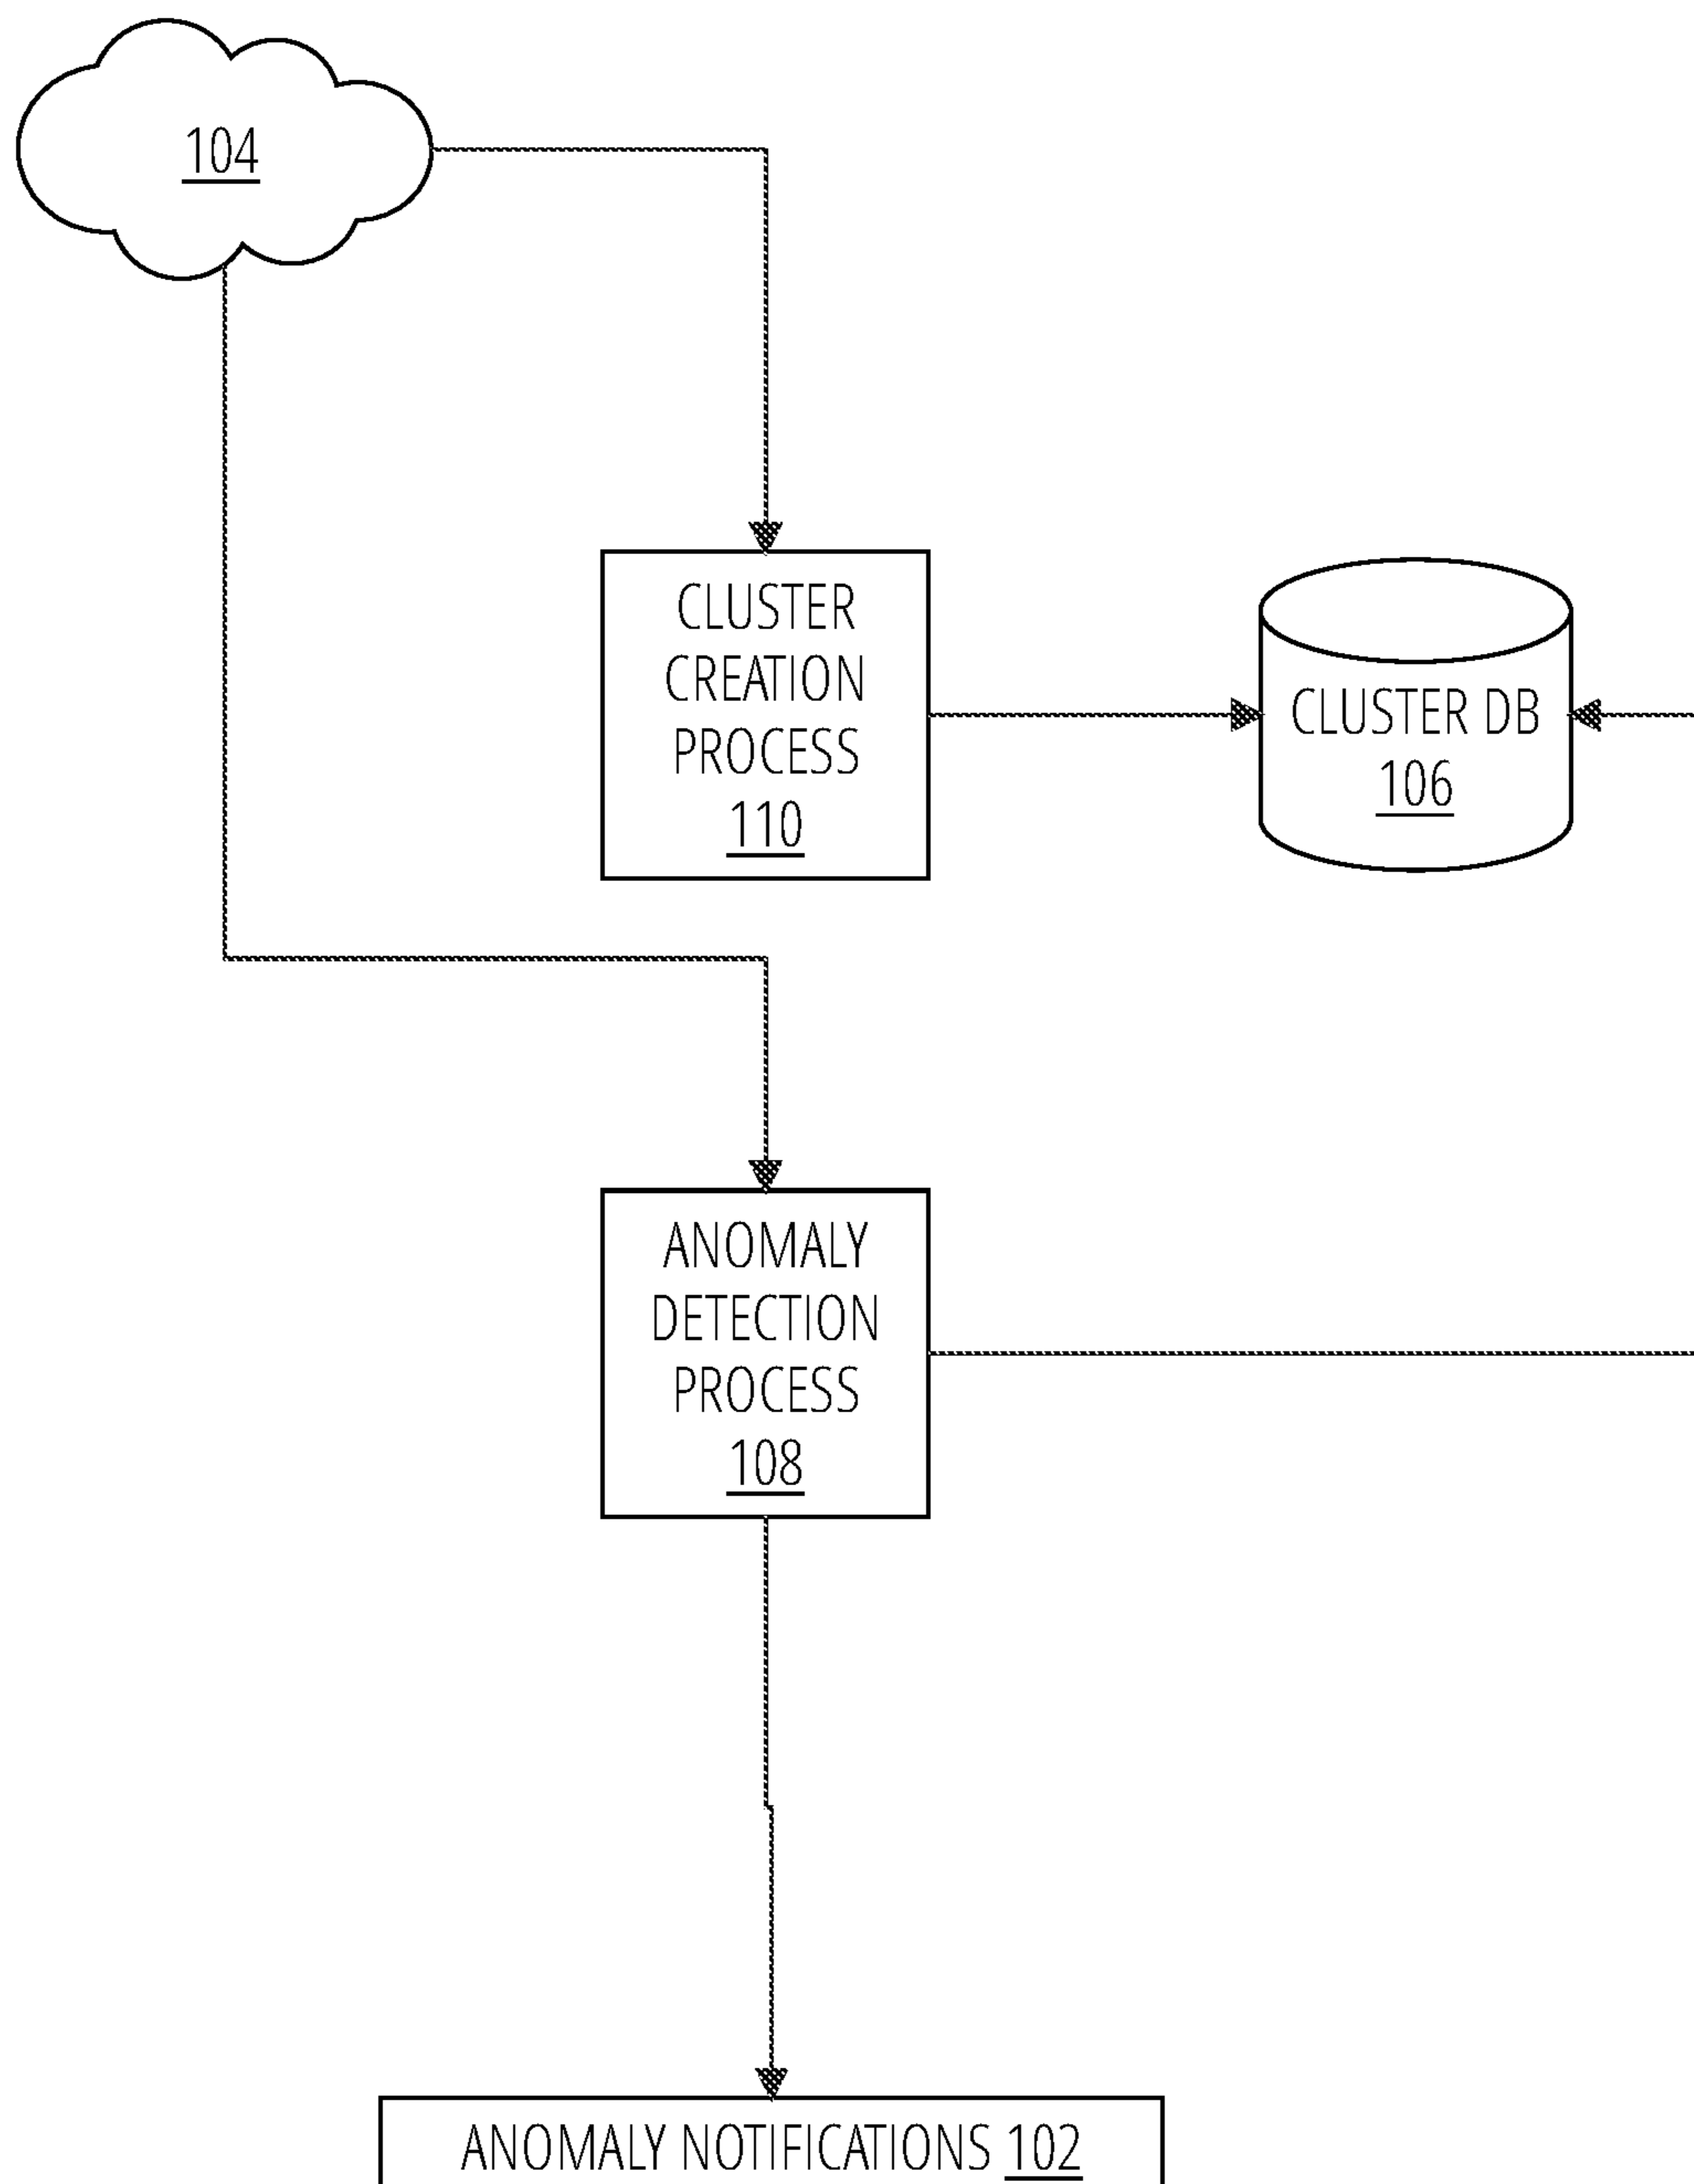 104
CLUSTER
CREATION
PROCESS
110
CLUSTER DB
106
ANOMALY
DETECTION
PROCESS
108
ANOMALY NOTIFICATIONS 102